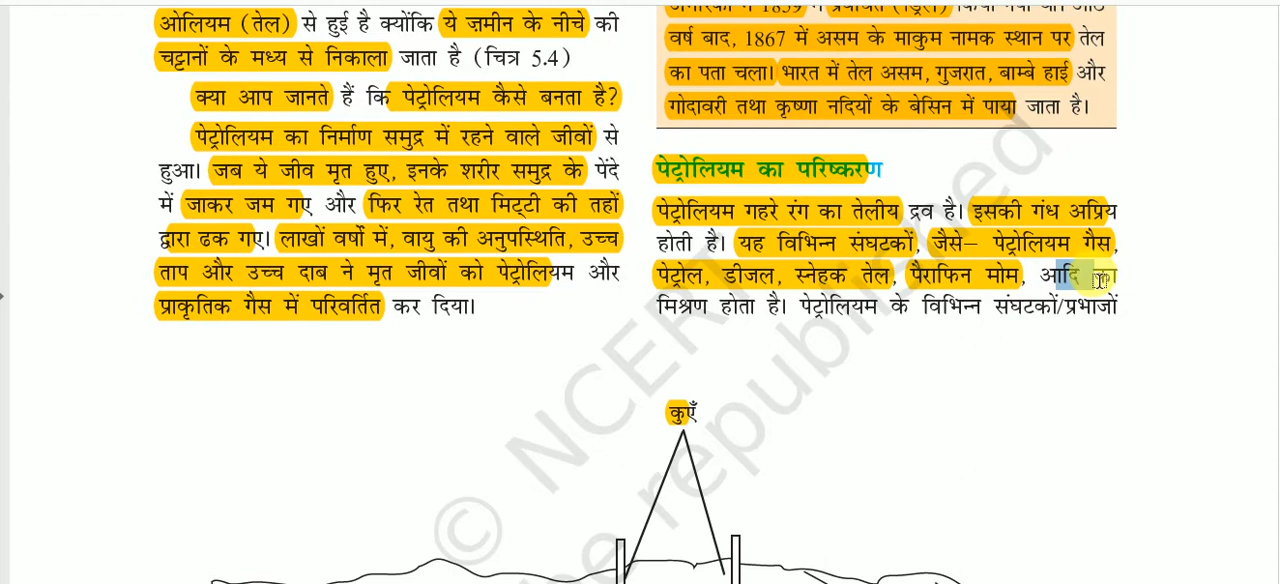 ओलियम (तेल) से हुई है क्योंकि ये ज़मीन के नीचे की
चट्टानों के मध्य से निकाला जाता है (चित्र 5.4)
क्या आप जानते हैं कि पेट्रोलियम कैसे बनता है?
पेट्रोलियम का निर्माण समुद्र में रहने वाले जीवों से
हुआ। जब ये जीव मृत हुए, इनके शरीर समुद्र के पेंदे
में जाकर जम गए और फिर रेत तथा मिट्टी की तहों
द्वारा ढक गए। लाखों वर्षों में, वायु की अनुपस्थिति, उच्च
ताप और उच्च दाब ने मृत जीवों को पेट्रोलियम और
प्राकृतिक गैस में परिवर्तित कर दिया।
वर्ष बाद, 1867 में असम के माकुम नामक स्थान पर तेल
का पता चला। भारत में तेल असम, गुजरात, बाम्बे हाई और
गोदावरी तथा कृष्णा नदियों के बेसिन में पाया जाता है।
पेट्रोलियम का परिष्करण
पेट्रोलियम गहरे रंग का तेलीय द्रव है। इसकी गंध अप्रिय
होती है। यह विभिन्न संघटकों, जैसे– पेट्रोलियम गैस,
पेट्रोल, डीजल, स्नेहक तेल, पैराफिन मोम, आदि का
मिश्रण होता है। पेट्रोलियम के विभिन्न संघटकों/प्रभाजों
कुएँ
© NCERT
be republished